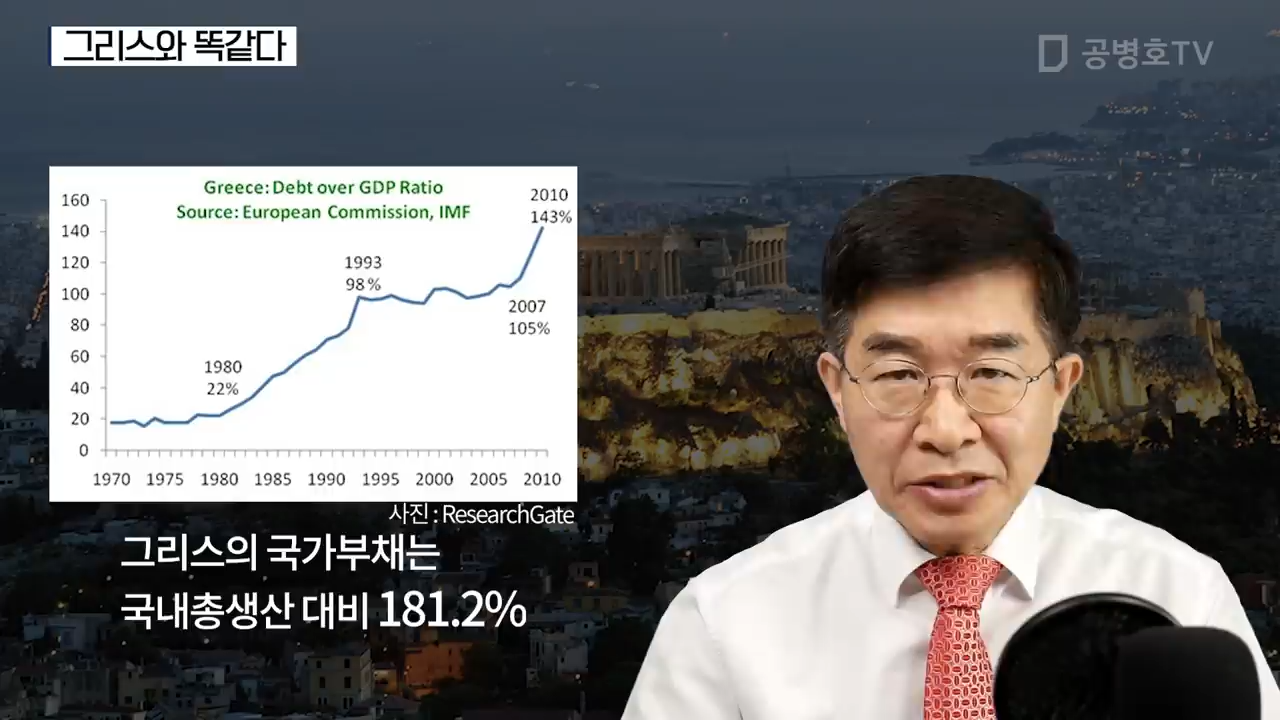 그리스와 똑같다
공병호TV
Greece: Debt over GDP Ratio
Source: European Commission, IMF
160
140
120
100
80
60
40
20
0
1980
22%
1993
98%
2007
105%
2010
143%
1970 1975 1980 1985 1990 1995 2000 2005 2010
사진 : ResearchGate
그리스의 국가부채는
국내총생산 대비 181.2%